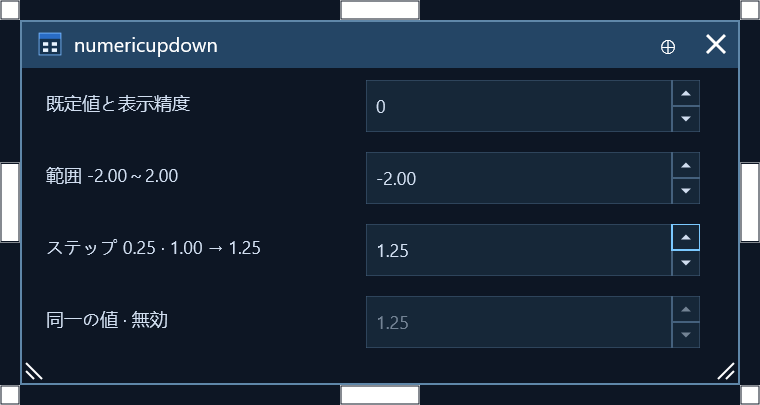 numericupdown
既定値と表示精度
0
範囲 -2.00～2.00
-2.00
ステップ 0.25 · 1.00 → 1.25
1.25
同一の値 · 無効
1.25